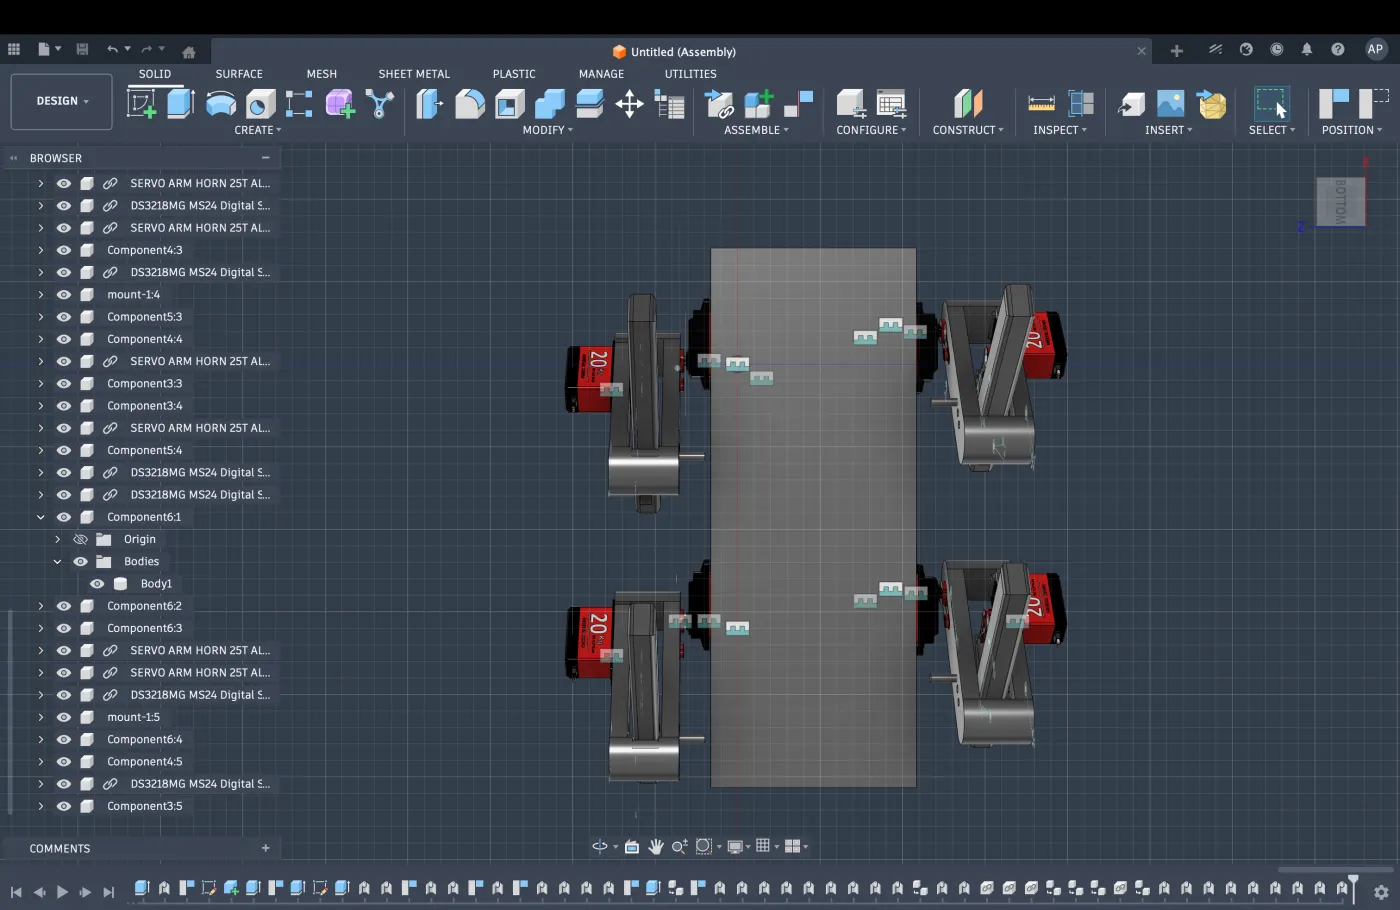 Untitled (Assembly)
AP
DESIGN
SOLID
SURFACE
MESH
SHEET METAL
PLASTIC
MANAGE
UTILITIES
CREATE
MODIFY
ASSEMBLE
CONFIGURE
CONSTRUCT
INSPECT
INSERT
SELECT
POSITION
BROWSER
SERVO ARM HORN 25T AL...
DS3218MG MS24 Digital S...
SERVO ARM HORN 25T AL...
Component4:3
DS3218MG MS24 Digital S...
mount-1:4
Component5:3
Component4:4
SERVO ARM HORN 25T AL...
Component3:3
Component3:4
SERVO ARM HORN 25T AL...
Component5:4
DS3218MG MS24 Digital S...
DS3218MG MS24 Digital S...
Component6:1
Origin
Bodies
Body1
Component6:2
Component6:3
SERVO ARM HORN 25T AL...
SERVO ARM HORN 25T AL...
DS3218MG MS24 Digital S...
mount-1:5
Component6:4
Component4:5
DS3218MG MS24 Digital S...
Component3:5
BOTTOM
Z
20
20
20
20
COMMENTS